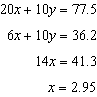 20x + 10y = 77.5
6x + 10y = 36.2
14x = 41.3
x = 2.95